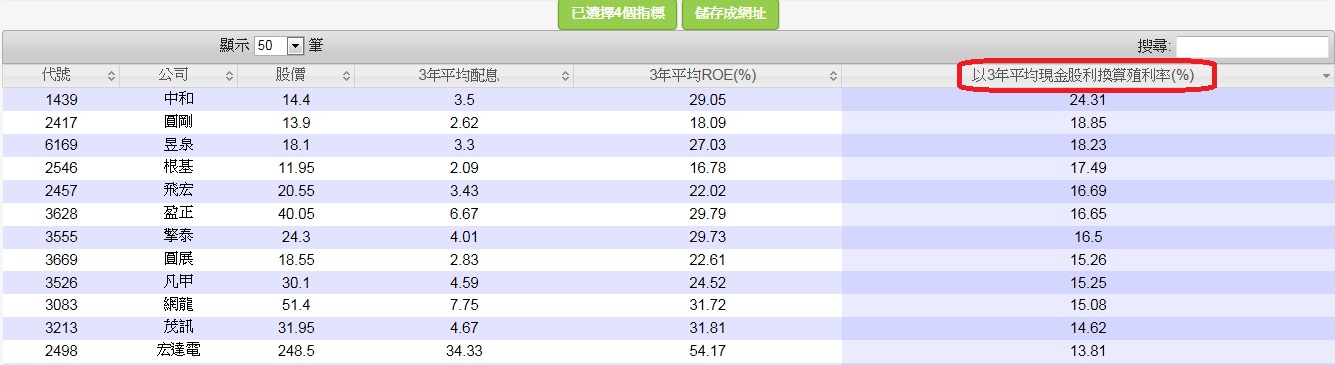 已選擇4個指標 儲存成網址
顯示 50 筆 搜尋:
代號 公司 股價 3年平均配息 3年平均ROE(%) 以3年平均現金股利換算殖利率(%)
1439 中和 14.4 3.5 29.05 24.31
2417 圓剛 13.9 2.62 18.09 18.85
6169 昱泉 18.1 3.3 27.03 18.23
2546 根基 11.95 2.09 16.78 17.49
2457 飛宏 20.55 3.43 22.02 16.69
3628 盈正 40.05 6.67 29.79 16.65
3555 擎泰 24.3 4.01 29.73 16.5
3669 圓展 18.55 2.83 22.61 15.26
3526 凡甲 30.1 4.59 24.52 15.25
3083 網龍 51.4 7.75 31.72 15.08
3213 茂訊 31.95 4.67 31.81 14.62
2498 宏達電 248.5 34.33 54.17 13.81